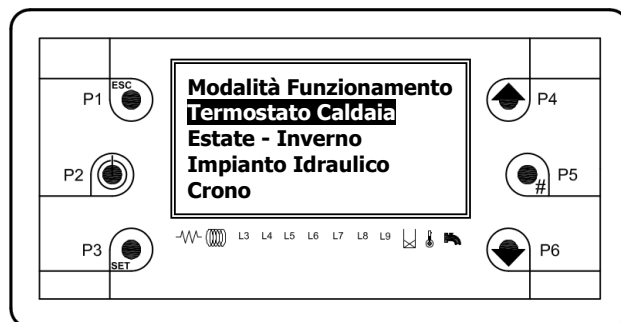 ESC
P1
P2
P3
SET
Modalità Funzionamento
Termostato Caldaia
Estate - Inverno
Impianto Idraulico
Crono
L3 L4 L5 L6 L7 L8 L9
P4
P5
#
P6